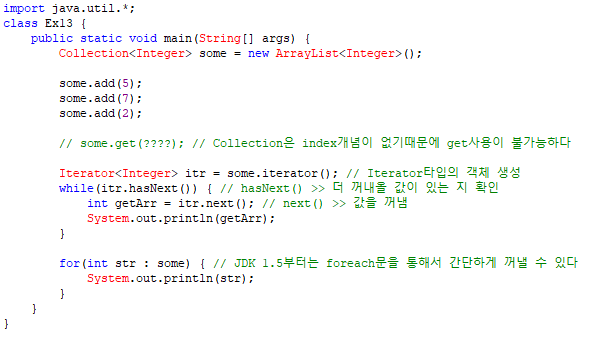 import java.util.*;
class Ex13 {
    public static void main(String[] args) {
        Collection<Integer> some = new ArrayList<Integer>();

        some.add(5);
        some.add(7);
        some.add(2);

        // some.get(????); // Collection은 index개념이 없기때문에 get사용이 불가능하다

        Iterator<Integer> itr = some.iterator(); // Iterator타입의 객체 생성
        while(itr.hasNext()) { // hasNext() >> 더 꺼내올 값이 있는 지 확인
            int getArr = itr.next(); // next() >> 값을 꺼냄
            System.out.println(getArr);
        }

        for(int str : some) { // JDK 1.5부터는 foreach문을 통해서 간단하게 꺼낼 수 있다
            System.out.println(str);
        }
    }
}